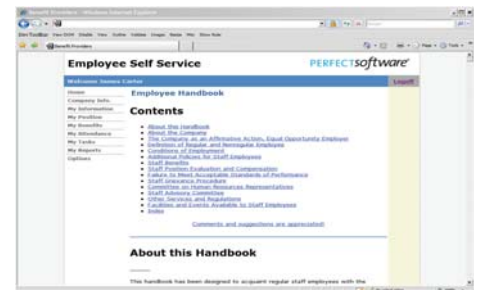 Benefit Providers - Windows Internet Explorer
Employee Self Service
PERFECTsoftware
Welcome James Carter
Logoff
Home
Company Info.
My Information
My Position
My Benefits
My Attendance
My Tasks
My Reports
Options
Employee Handbook
Contents
About this Handbook
About the Company
The Company as an Affirmative Action, Equal Opportunity Employer
Definition of Regular and Nonregular Employee
Conditions of Employment
Additional Policies for Staff Employees
Staff Benefits
Staff Position Evaluation and Compensation
Failure to Meet Acceptable Standards of Performance
Staff Grievance Procedure
Committee on Human Resources Representatives
Staff Advisory Committee
Other Services and Regulations
Facilities and Events Available to Staff Employees
Index
Comments and suggestions are appreciated!
About this Handbook
This handbook has been designed to acquaint regular staff employees with the